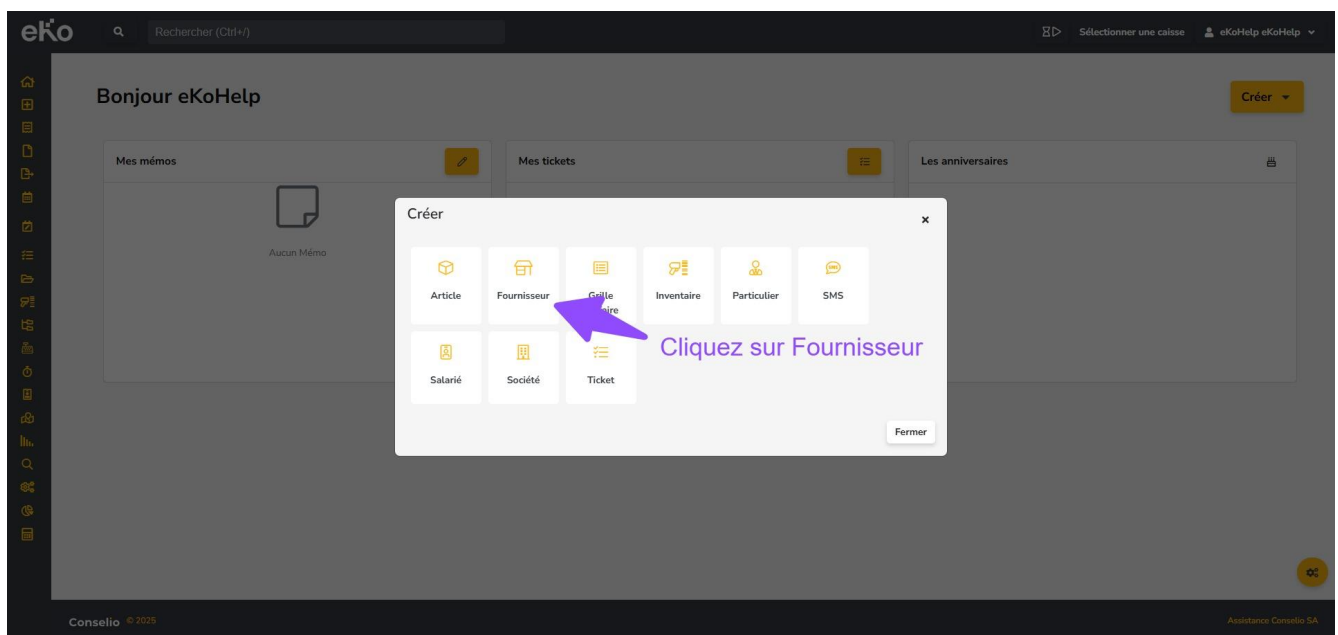 eKo
Rechercher (Ctrl+/)
Sélectionner une caisse
eKoHelp eKoHelp
Bonjour eKoHelp
Créer
Mes mémos
Mes tickets
Les anniversaires
Aucun Mémo
Créer
Article
Fournisseur
Grille
Inventaire
Particulier
SMS
Cliquez sur Fournisseur
Salarié
Société
Ticket
Fermer
Conselio © 2025
Assistance Conselio SA